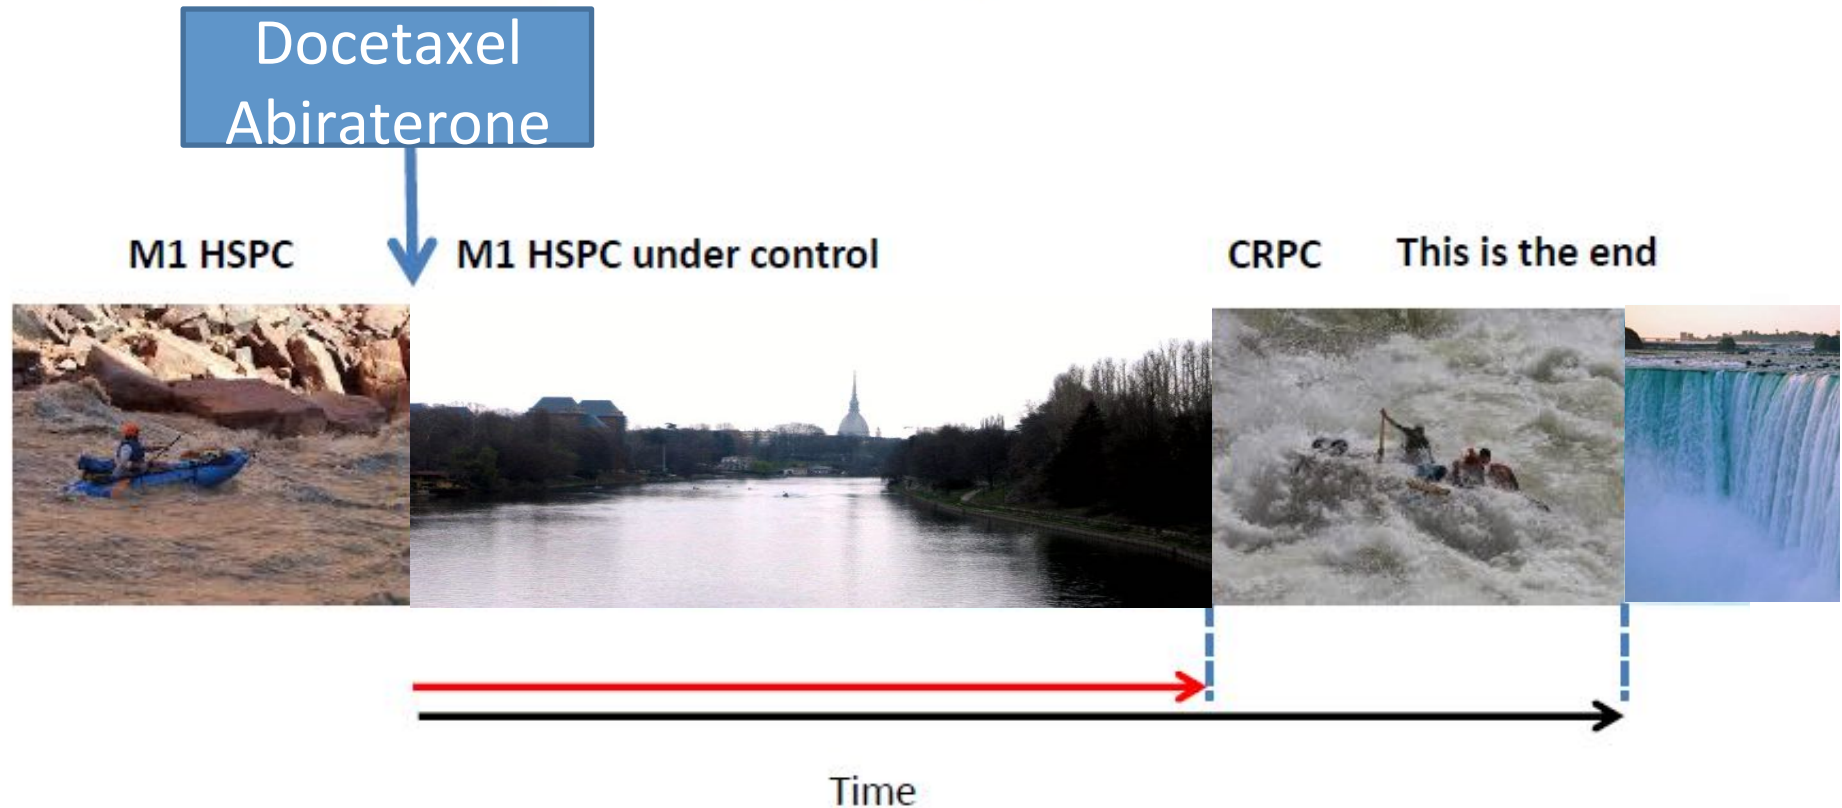 Docetaxel
Abiraterone
M1 HSPC
M1 HSPC under control
CRPC
This is the end
Time